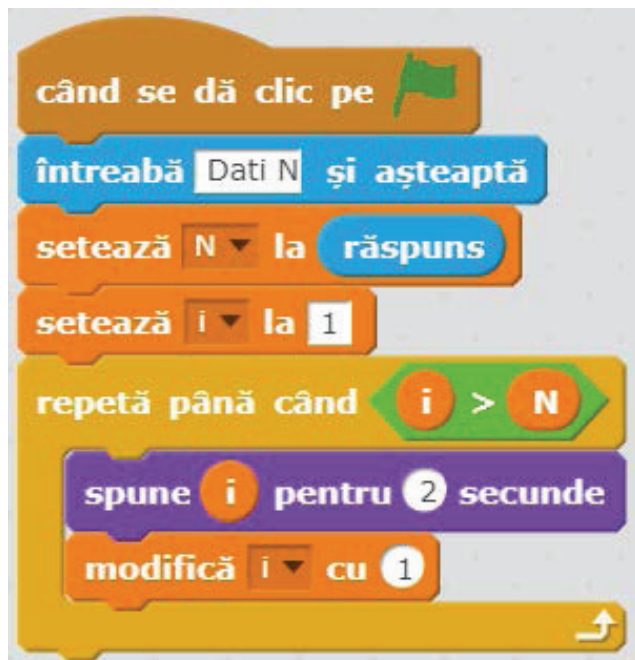 când se dă clic pe
întreabă Dati N și așteaptă
setează N la răspuns
setează i la 1
repetă până când i > N
spune i pentru 2 secunde
modifică i cu 1